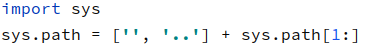 import sys
sys.path = ['', '..'] + sys.path[1:]